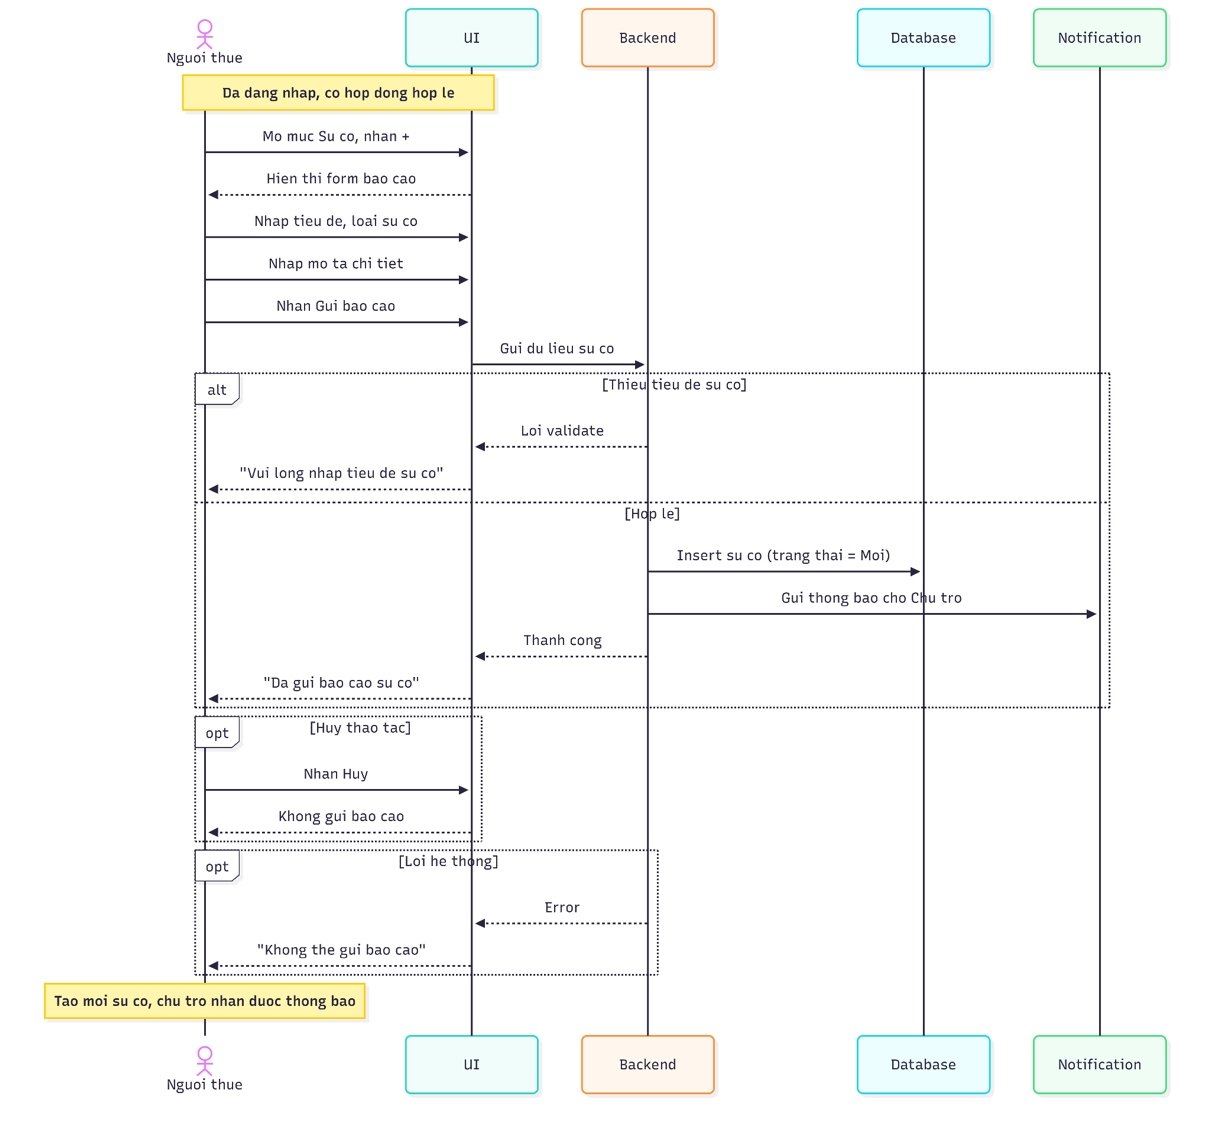 Nguoi thue
UI
Backend
Database
Notification
Da dang nhap, co hop dong hop le
Mo muc Su co, nhan +
Hien thi form bao cao
Nhap tieu de, loai su co
Nhap mo ta chi tiet
Nhan Gui bao cao
Gui du lieu su co
alt
[Thieu tieu de su co]
Loi validate
"Vui long nhap tieu de su co"
[Hop le]
Insert su co (trang thai = Moi)
Gui thong bao cho Chu tro
Thanh cong
"Da gui bao cao su co"
opt
[Huy thao tac]
Nhan Huy
Khong gui bao cao
opt
[Loi he thong]
Error
"Khong the gui bao cao"
Tao moi su co, chu tro nhan duoc thong bao
Nguoi thue
UI
Backend
Database
Notification